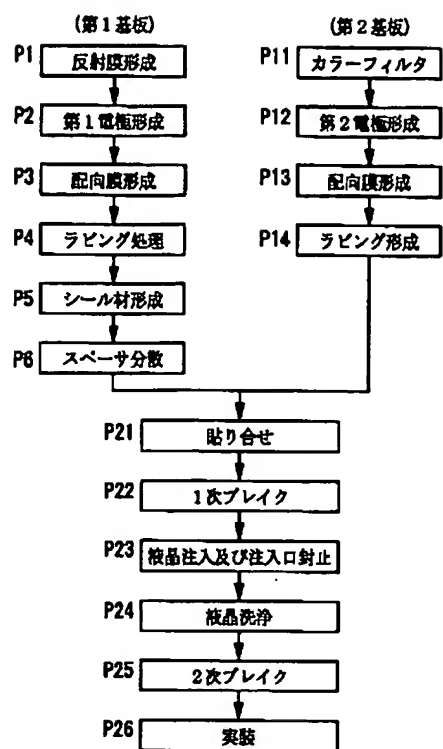 (第1基板)
P1 反射膜形成
P2 第1電極形成
P3 配向膜形成
P4 ラビング処理
P5 シール材形成
P6 スペーサ分散
(第2基板)
P11 カラーフィルタ
P12 第2電極形成
P13 配向膜形成
P14 ラビング形成
P21 貼り合せ
P22 1次ブレイク
P23 液晶注入及び注入口封止
P24 液晶洗浄
P25 2次ブレイク
P26 実装